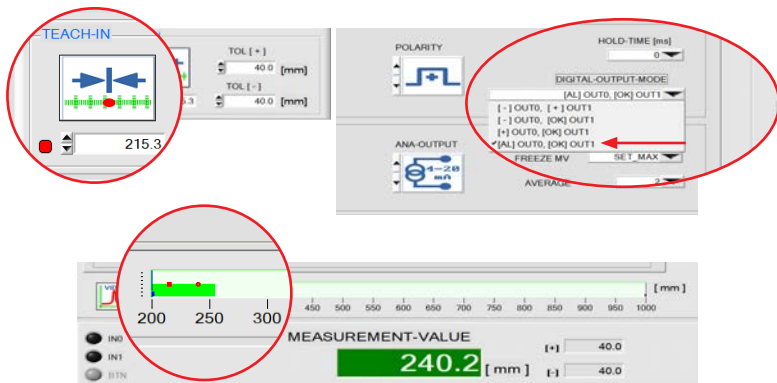 TEACH-IN
215.3
5.3
TOL [ + ]
40.0 [mm]
TOL [ - ]
40.0 [mm]
POLARITY
HOLD-TIME [ms]
0
DIGITAL-OUTPUT-MODE
[AL] OUT0, [OK] OUT1
[ - ] OUT0, [ + ] OUT1
[ - ] OUT0, [OK] OUT1
[+] OUT0, [OK] OUT1
✔[AL] OUT0, [OK] OUT1
ANA-OUTPUT
4-20
mA
FREEZE MV
SET_MAX
AVERAGE
2
200 250 300 450 500 550 600 650 700 750 800 850 900 950 1000
[ mm ]
IN0
IN1
BTN
MEASUREMENT-VALUE
240.2 [ mm ]
[+] 40.0
[-] 40.0